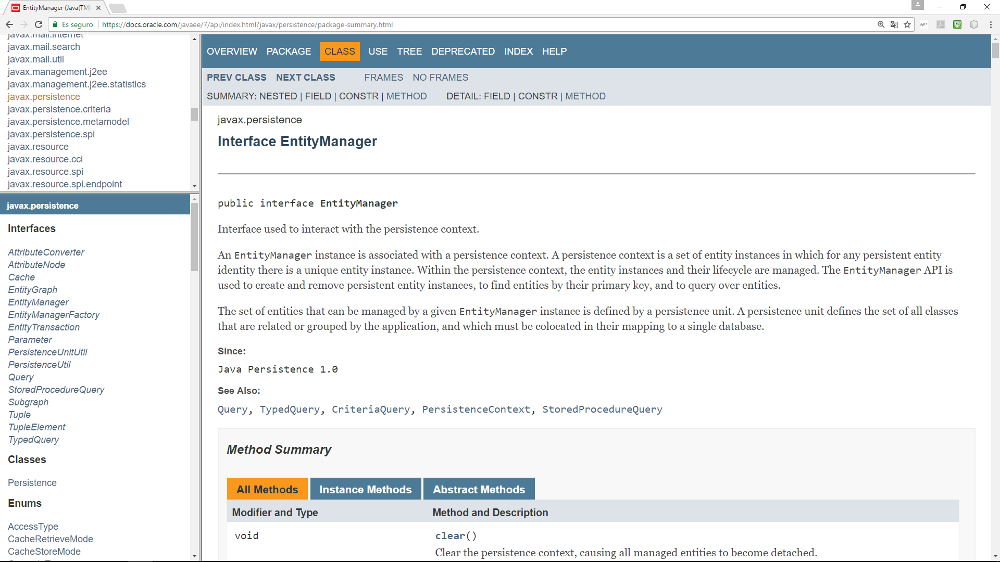 EntityManager (Java(TM)
Es seguro
https://docs.oracle.com/javaee/7/api/index.html?javax/persistence/package-summary.html
javax.mail.internet
javax.mail.search
javax.mail.util
javax.management.j2ee
javax.management.j2ee.statistics
javax.persistence
javax.persistence.criteria
javax.persistence.metamodel
javax.persistence.spi
javax.resource
javax.resource.cci
javax.resource.spi
javax.resource.spi.endpoint
javax.persistence
Interfaces
AttributeConverter
AttributeNode
Cache
EntityGraph
EntityManager
EntityManagerFactory
EntityTransaction
Parameter
PersistenceUnitUtil
PersistenceUtil
Query
StoredProcedureQuery
Subgraph
Tuple
TupleElement
TypedQuery
Classes
Persistence
Enums
AccessType
CacheRetrieveMode
CacheStoreMode
OVERVIEW PACKAGE CLASS USE TREE DEPRECATED INDEX HELP
PREV CLASS NEXT CLASS FRAMES NO FRAMES
SUMMARY: NESTED | FIELD | CONSTR | METHOD DETAIL: FIELD | CONSTR | METHOD
javax.persistence
Interface EntityManager
public interface EntityManager
Interface used to interact with the persistence context.
An EntityManager instance is associated with a persistence context. A persistence context is a set of entity instances in which for any persistent entity
identity there is a unique entity instance. Within the persistence context, the entity instances and their lifecycle are managed. The EntityManager API is
used to create and remove persistent entity instances, to find entities by their primary key, and to query over entities.
The set of entities that can be managed by a given EntityManager instance is defined by a persistence unit. A persistence unit defines the set of all classes
that are related or grouped by the application, and which must be colocated in their mapping to a single database.
Since:
Java Persistence 1.0
See Also:
Query, TypedQuery, CriteriaQuery, PersistenceContext, StoredProcedureQuery
Method Summary
All Methods Instance Methods Abstract Methods
Modifier and Type Method and Description
void clear()
Clear the persistence context, causing all managed entities to become detached.